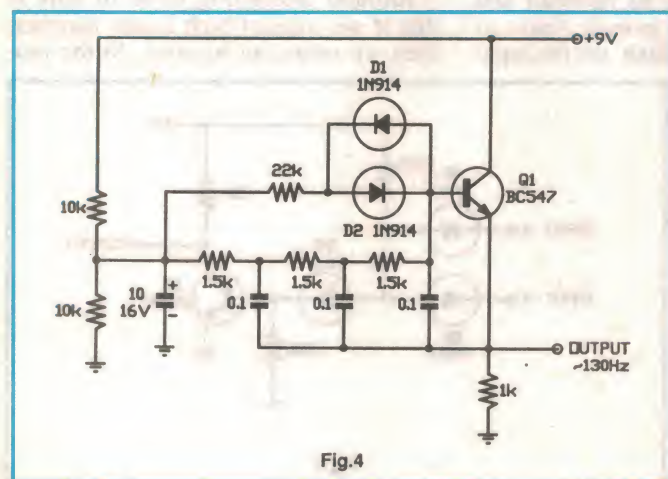 +9V
D1
1N914
22k
Q1
BC547
10k
D2 1N914
1.5k
1.5k
1.5k
10k
10
16V
+
-
0.1
0.1
0.1
OUTPUT
~130Hz
1k
Fig.4